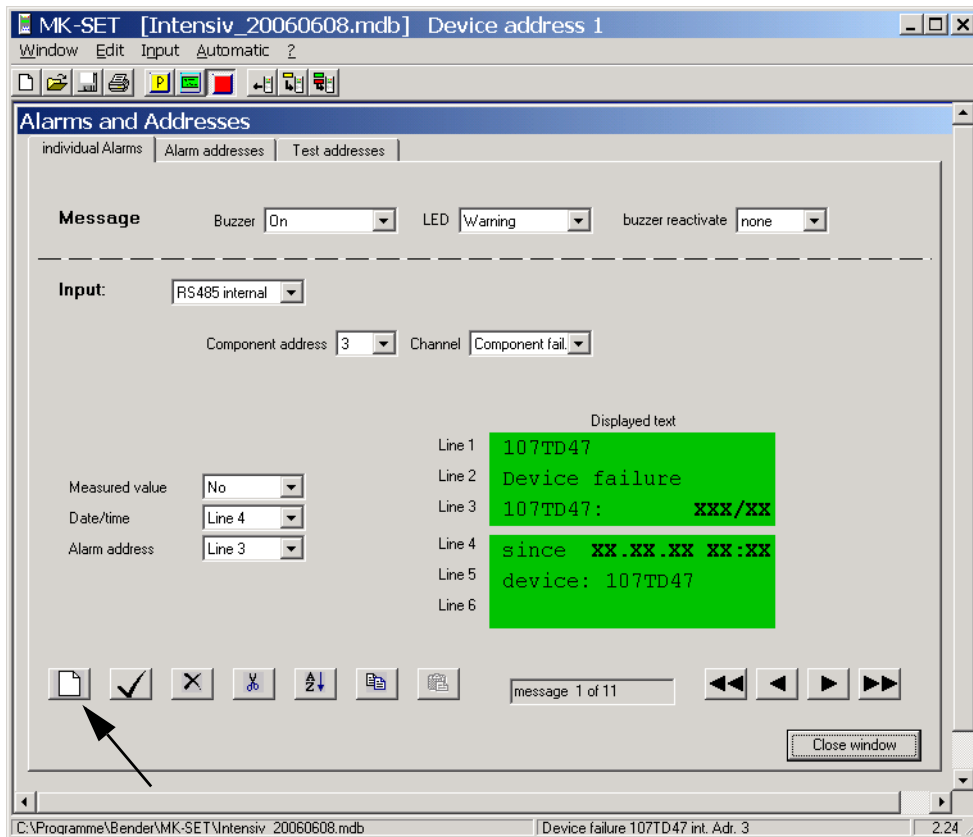 MK-SET [Intensiv_20060608.mdb] Device address 1
Window Edit Input Automatic ?
P
Alarms and Addresses
individual Alarms Alarm addresses Test addresses
Message Buzzer On LED Warning buzzer reactivate none
Input: RS485 internal
Component address 3 Channel Component fail.
Displayed text
Line 1 107TD47
Line 2 Device failure
Line 3 107TD47: xxx/xx
Measured value No
Date/time Line 4
Alarm address Line 3
Line 4 since xx.xx.xx xx:xx
Line 5 device: 107TD47
Line 6
AZ
message 1 of 11
Close window
C:\Programme\Bender\MK-SET\Intensiv_20060608.mdb Device failure 107TD47 int. Adr. 3 2.24